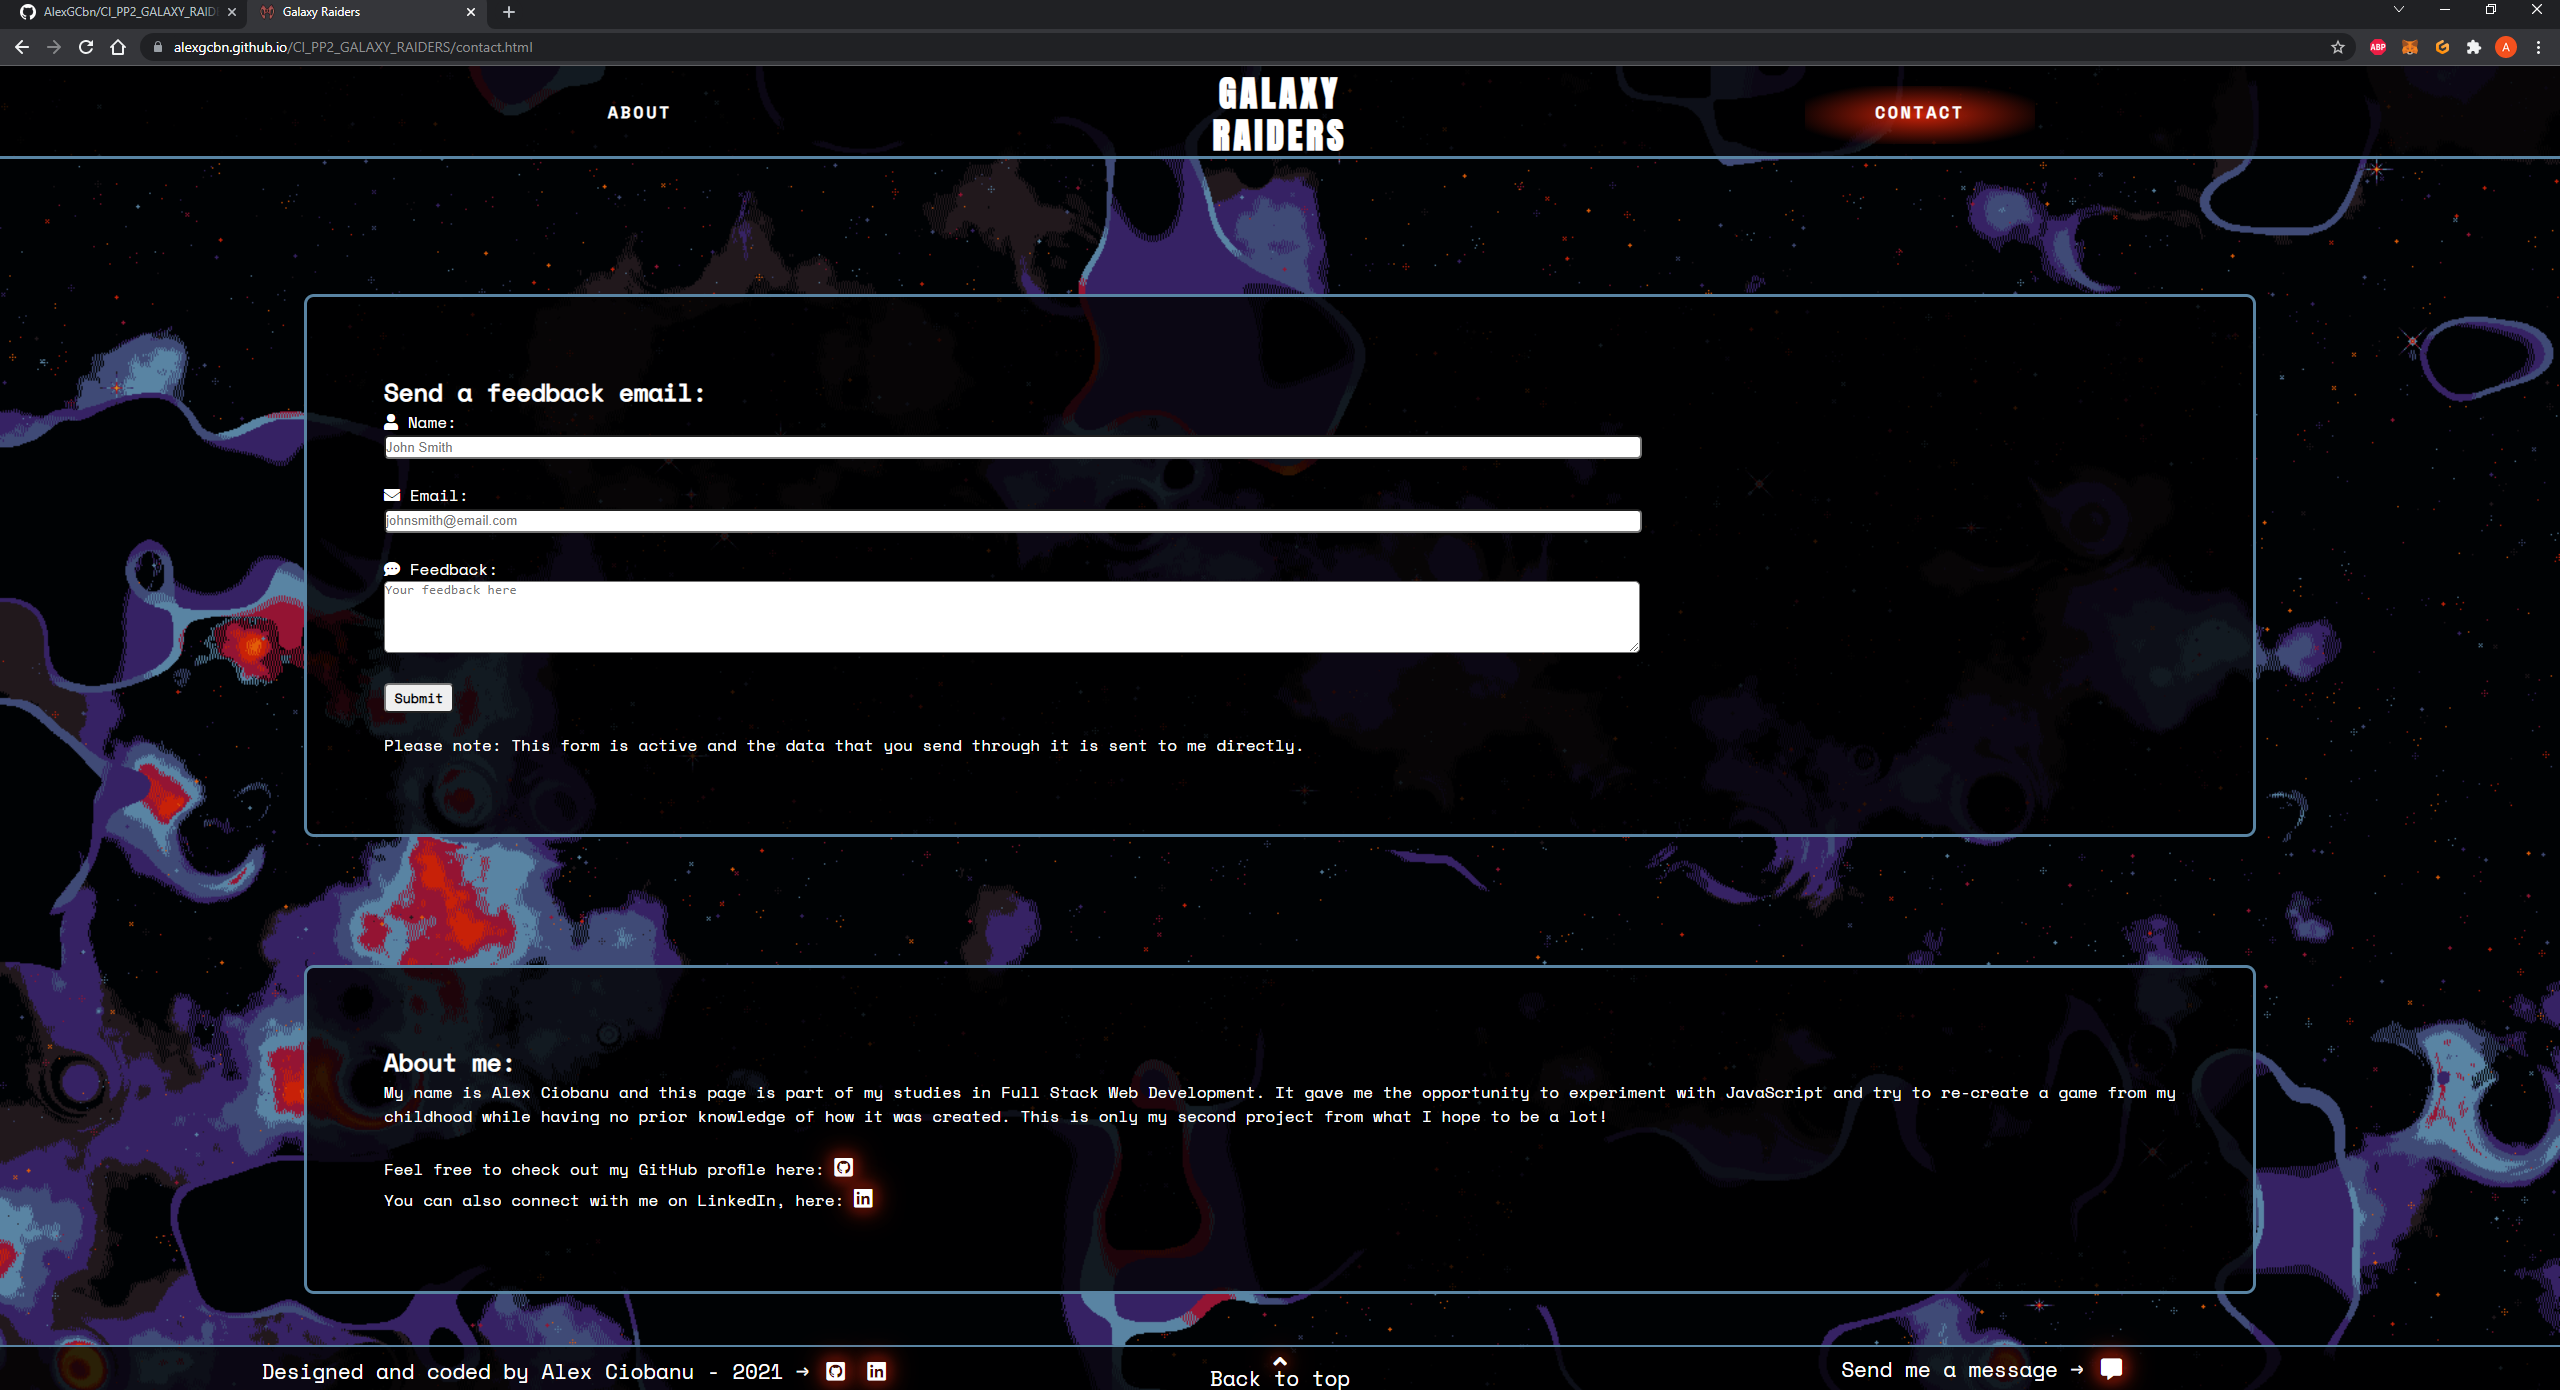 AlexGCbn/CI_PP2_GALAXY_RAID
Galaxy Raiders
alexgcbn.github.io/CI_PP2_GALAXY_RAIDERS/contact.html
ABP
A
ABOUT
GALAXY
RAIDERS
CONTACT
Send a feedback email:
Name:
John Smith
Email:
johnsmith@email.com
Feedback:
Your feedback here
Submit
Please note: This form is active and the data that you send through it is sent to me directly.
About me:
My name is Alex Ciobanu and this page is part of my studies in Full Stack Web Development. It gave me the opportunity to experiment with JavaScript and try to re-create a game from my
childhood while having no prior knowledge of how it was created. This is only my second project from what I hope to be a lot!
Feel free to check out my GitHub profile here:
You can also connect with me on LinkedIn, here: in
Designed and coded by Alex Ciobanu - 2021 → in
Back to top
Send me a message →